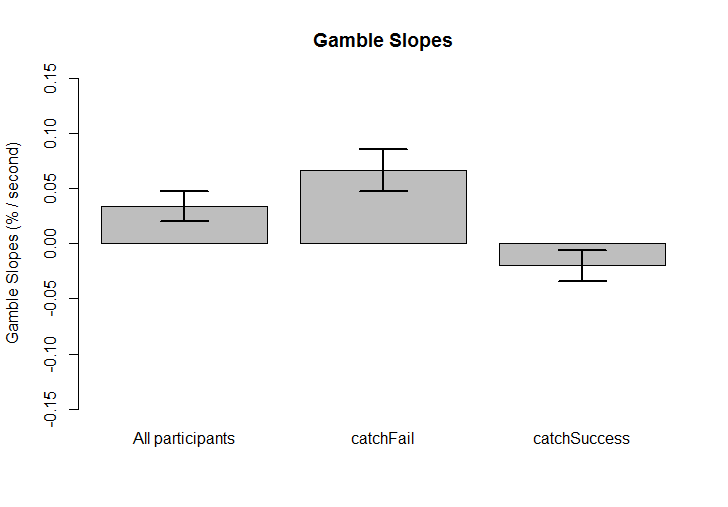 Gamble Slopes
Gamble Slopes (% / second)
0.15
0.10
0.05
0.00
-0.05
-0.10
-0.15
All participants
catchFail
catchSuccess